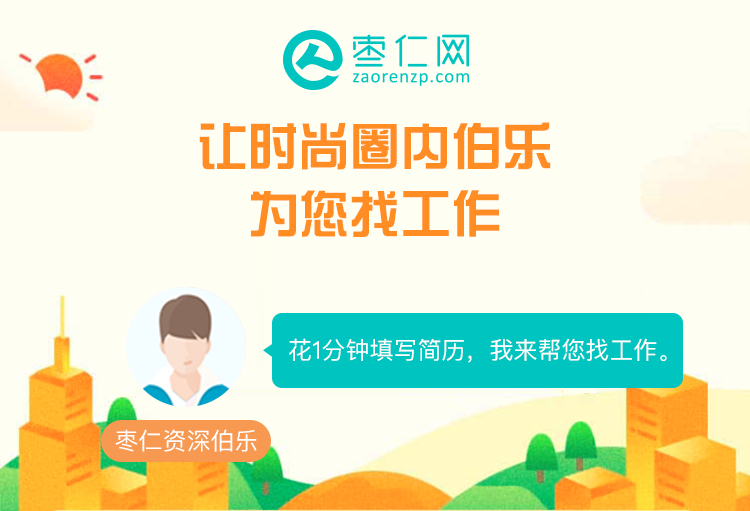 枣仁网
zaorenzp.com
让时尚圈内伯乐
为您找工作
花1分钟填写简历，我来帮您找工作。
枣仁资深伯乐